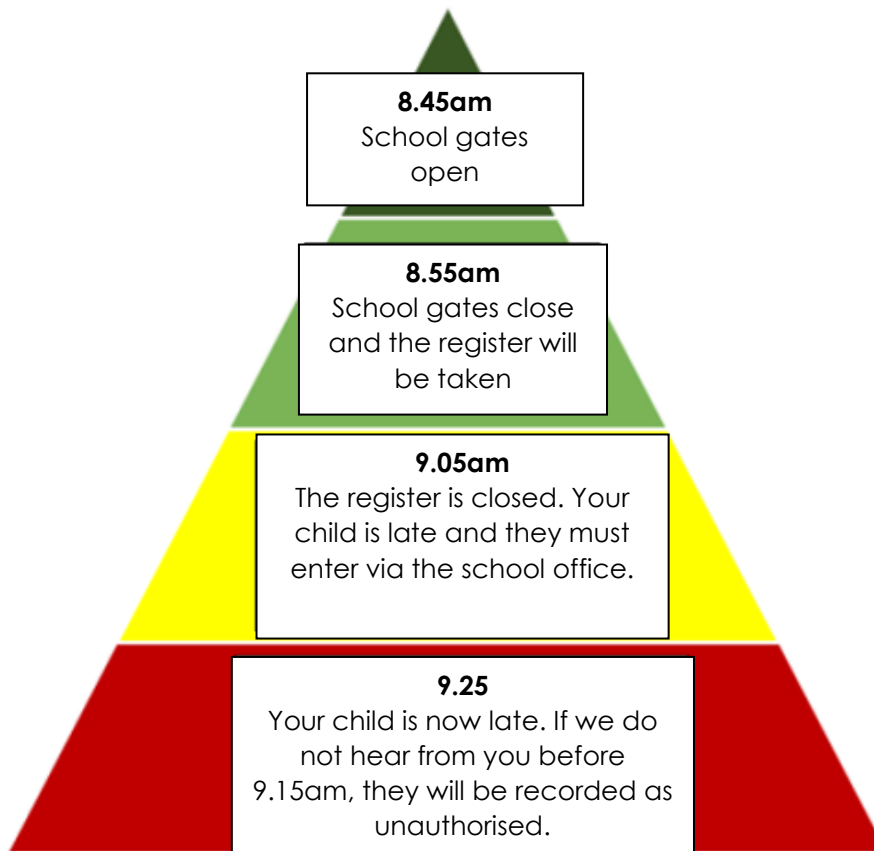 8.45am
School gates
open
8.55am
School gates close
and the register will
be taken
9.05am
The register is closed. Your
child is late and they must
enter via the school office.
9.25
Your child is now late. If we do
not hear from you before
9.15am, they will be recorded as
unauthorised.